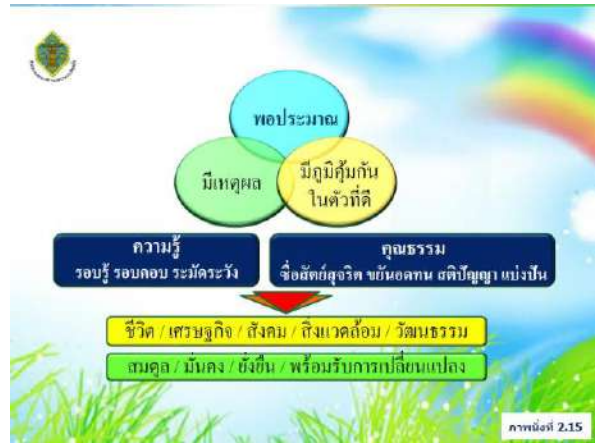 พอประมาณ
มีเหตุผล
มีภูมิคุ้มกัน
ในตัวที่ดี
ความรู้
รอบรู้ รอบคอบ ระมัดระวัง
คุณธรรม
ซื่อสัตย์สุจริต ขยันอดทน สติปัญญา แบ่งปัน
ชีวิต / เศรษฐกิจ / สังคม / สิ่งแวดล้อม / วัฒนธรรม
สมดุล / มั่นคง / ยั่งยืน / พร้อมรับการเปลี่ยนแปลง
ภาพนิ่งที่ 2.15